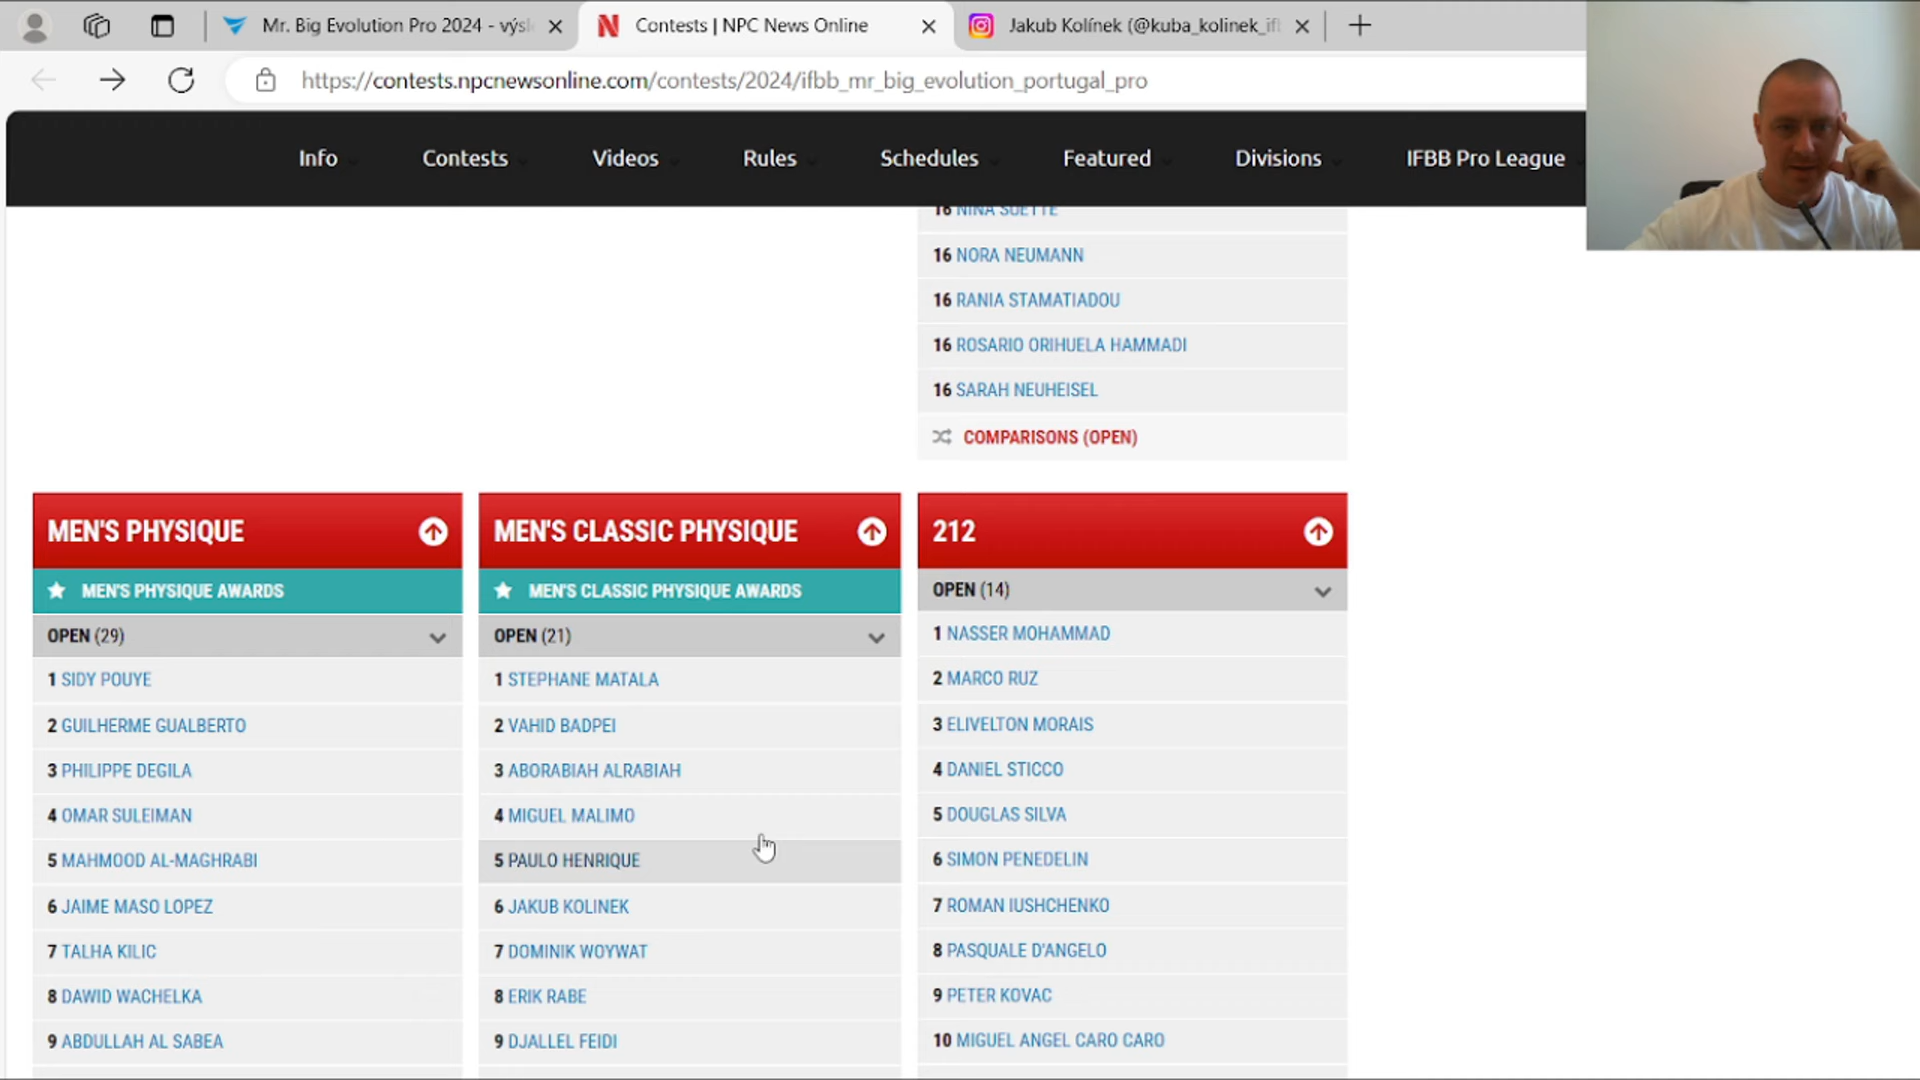 Mr. Big Evolution Pro 2024 - výsl
Contests | NPC News Online
Jakub Kolínek (@kuba_kolinek_ifl
https://contests.npcnewsonline.com/contests/2024/ifbb_mr_big_evolution_portugal_pro
Info
Contests
Videos
Rules
Schedules
Featured
Divisions
IFBB Pro League
16 NINA SUETTE
16 NORA NEUMANN
16 RANIA STAMATIADOU
16 ROSARIO ORIHUELA HAMMADI
16 SARAH NEUHEISEL
COMPARISONS (OPEN)
MEN'S PHYSIQUE
MEN'S PHYSIQUE AWARDS
OPEN (29)
1 SIDY POUYE
2 GUILHERME GUALBERTO
3 PHILIPPE DEGILA
4 OMAR SULEIMAN
5 MAHMOOD AL-MAGHRABI
6 JAIME MASO LOPEZ
7 TALHA KILIC
8 DAWID WACHELKA
9 ABDULLAH AL SABEA
MEN'S CLASSIC PHYSIQUE
MEN'S CLASSIC PHYSIQUE AWARDS
OPEN (21)
1 STEPHANE MATALA
2 VAHID BADPEI
3 ABORABIAH ALRABIAH
4 MIGUEL MALIMO
5 PAULO HENRIQUE
6 JAKUB KOLINEK
7 DOMINIK WOYWAT
8 ERIK RABE
9 DJALLEL FEIDI
212
OPEN (14)
1 NASSER MOHAMMAD
2 MARCO RUZ
3 ELIVELTON MORAIS
4 DANIEL STICCO
5 DOUGLAS SILVA
6 SIMON PENEDELIN
7 ROMAN IUSHCHENKO
8 PASQUALE D'ANGELO
9 PETER KOVAC
10 MIGUEL ANGEL CARO CARO